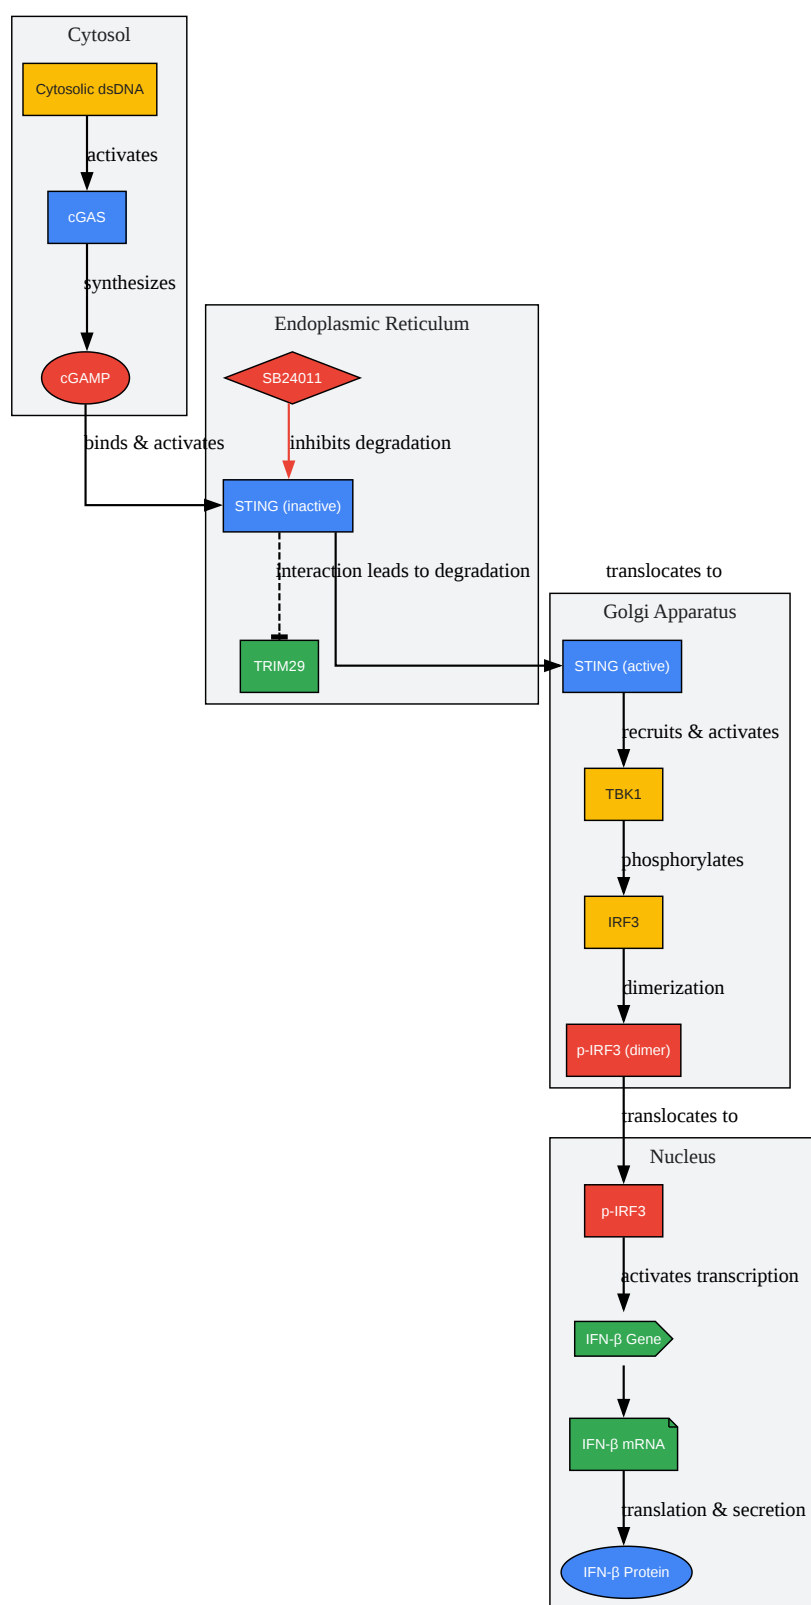 Cytosol
Cytosolic dsDNA
activates
cGAS
synthesizes
cGAMP
binds & activates
Endoplasmic Reticulum
SB24011
inhibits degradation
STING (inactive)
interaction leads to degradation
TRIM29
translocates to
Golgi Apparatus
STING (active)
recruits & activates
TBK1
phosphorylates
IRF3
dimerization
p-IRF3 (dimer)
translocates to
Nucleus
p-IRF3
activates transcription
IFN-β Gene
IFN-β mRNA
translation & secretion
IFN-β Protein